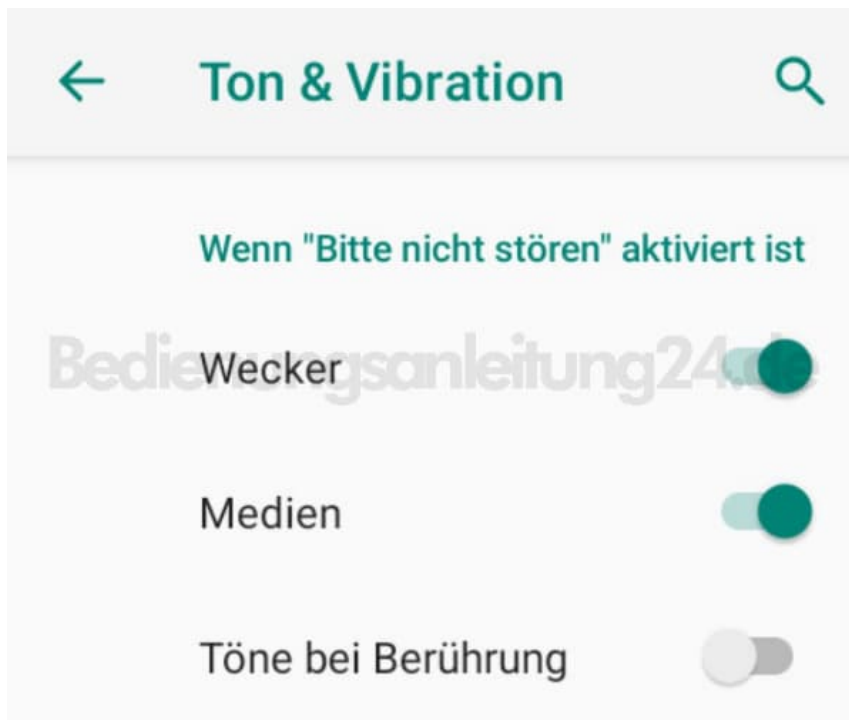 Ton & Vibration
Wenn "Bitte nicht stören" aktiviert ist
Bedienungsanleitung24.de
Wecker
Medien
Töne bei Berührung